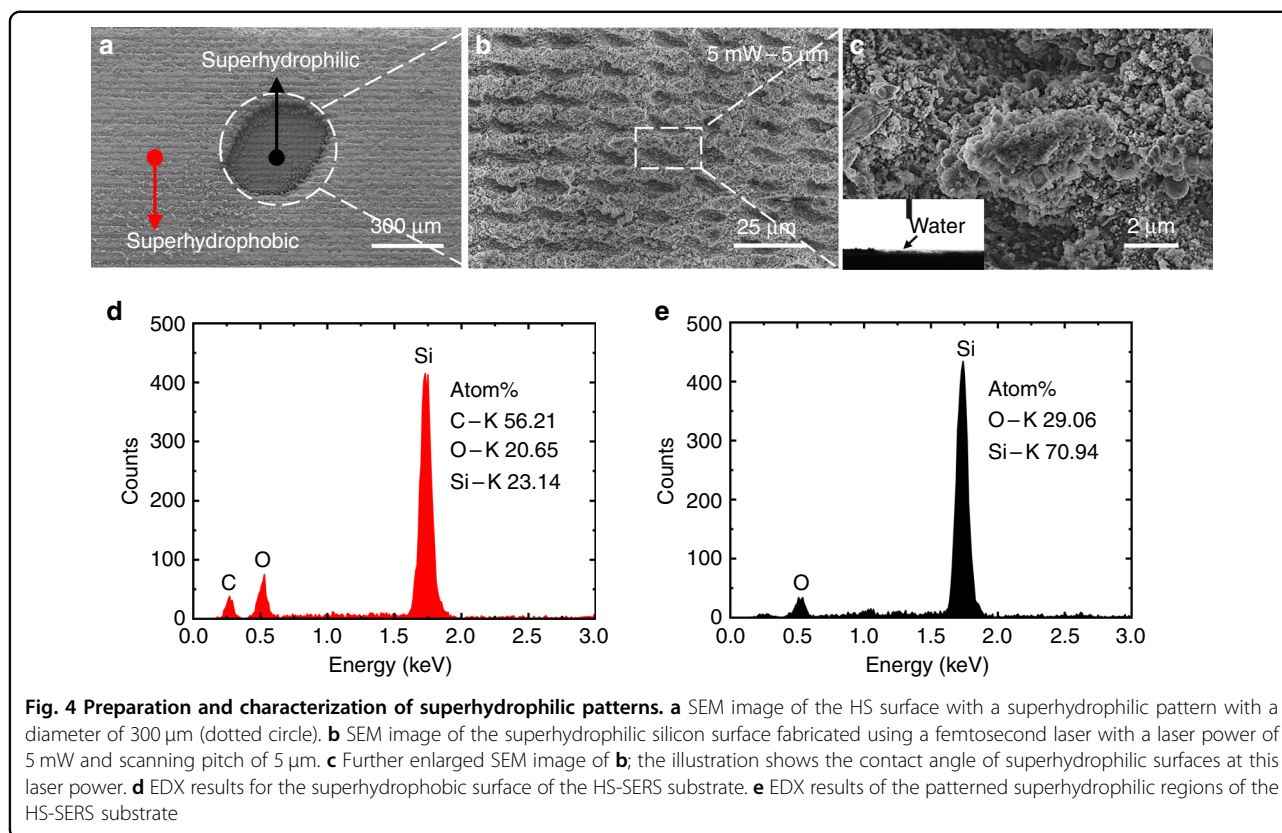 a
Superhydrophilic
Superhydrophobic
300 μm
b
5 mW–5 μm
25 μm
c
Water
2 μm
d
500
400
300
200
100
0
Counts
C
O
Si
Atom%
C–K 56.21
O–K 20.65
Si–K 23.14
0.0 0.5 1.0 1.5 2.0 2.5 3.0
Energy (keV)
e
500
400
300
200
100
0
Counts
O
Si
Atom%
O–K 29.06
Si–K 70.94
0.0 0.5 1.0 1.5 2.0 2.5 3.0
Energy (keV)
Fig. 4 Preparation and characterization of superhydrophilic patterns. a SEM image of the HS surface with a superhydrophilic pattern with a
diameter of 300 μm (dotted circle). b SEM image of the superhydrophilic silicon surface fabricated using a femtosecond laser with a laser power of
5 mW and scanning pitch of 5 μm. c Further enlarged SEM image of b; the illustration shows the contact angle of superhydrophilic surfaces at this
laser power. d EDX results for the superhydrophobic surface of the HS-SERS substrate. e EDX results of the patterned superhydrophilic regions of the
HS-SERS substrate